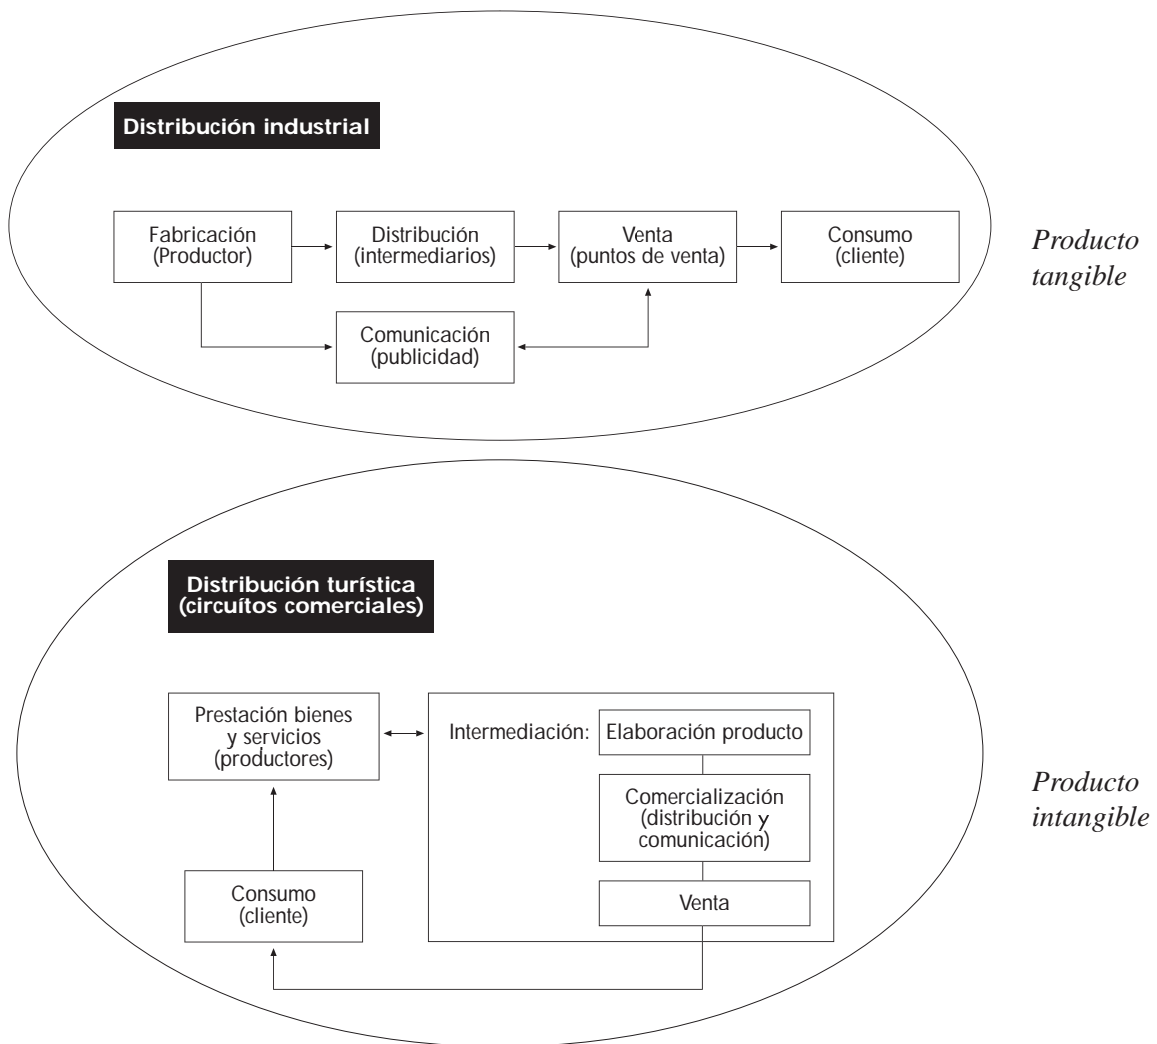 Distribución industrial
Fabricación
(Productor)
Distribución
(intermediarios)
Venta
(puntos de venta)
Consumo
(cliente)
Comunicación
(publicidad)
Producto
tangible
Distribución turística
(circuítos comerciales)
Prestación bienes
y servicios
(productores)
Intermediación:
Elaboración producto
Comercialización
(distribución y
comunicación)
Venta
Consumo
(cliente)
Producto
intangible